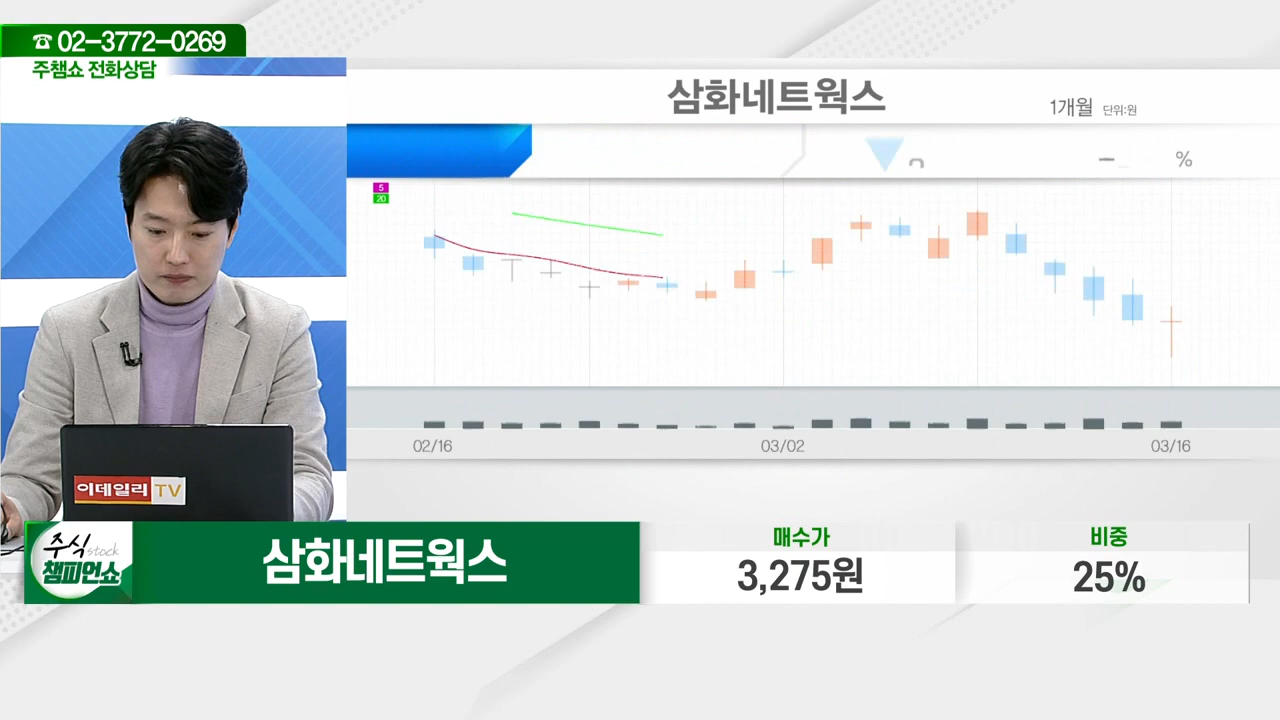 ☎ 02-3772-0269
주챔쇼 전화상담
삼화네트웍스
1개월 단위:원
%
5
20
02/16
03/02
03/16
이데일리 TV
주식 stock
챔피언쇼
삼화네트웍스
매수가
3,275원
비중
25%